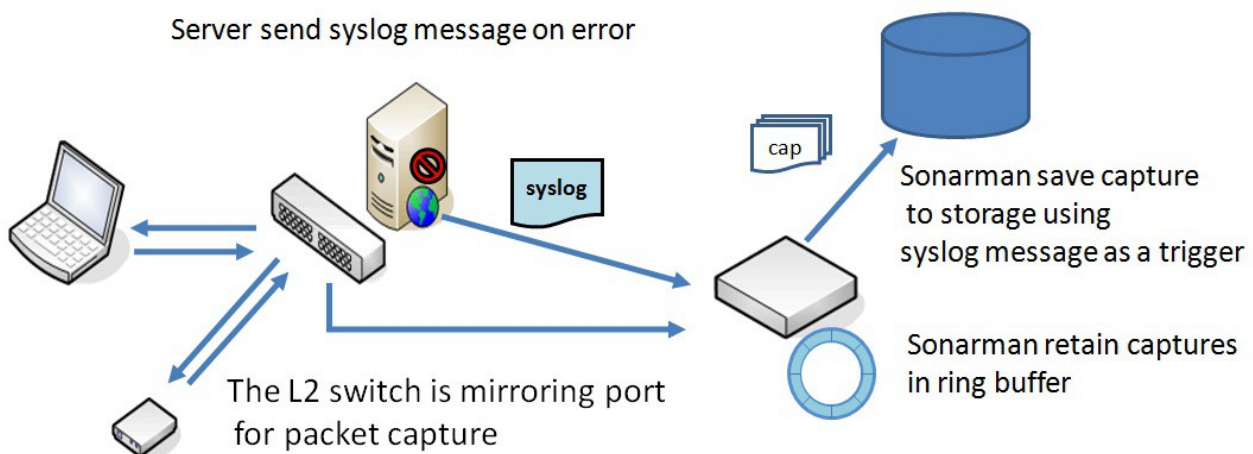 Server send syslog message on error
syslog
cap
Sonarman save capture
to storage using
syslog message as a trigger
Sonarman retain captures
in ring buffer
The L2 switch is mirroring port
for packet capture